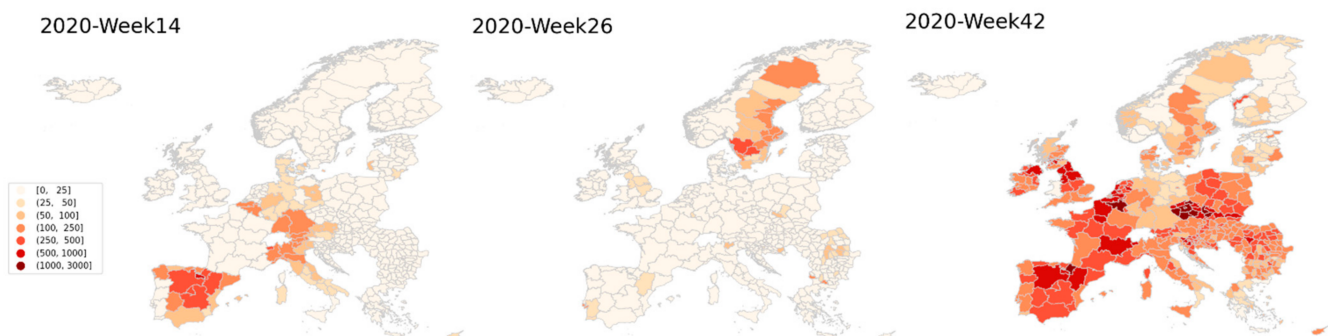 2020-Week14
2020-Week26
2020-Week42
[0, 25]
(25, 50]
(50, 100]
(100, 250]
(250, 500]
(500, 1000]
(1000, 3000]